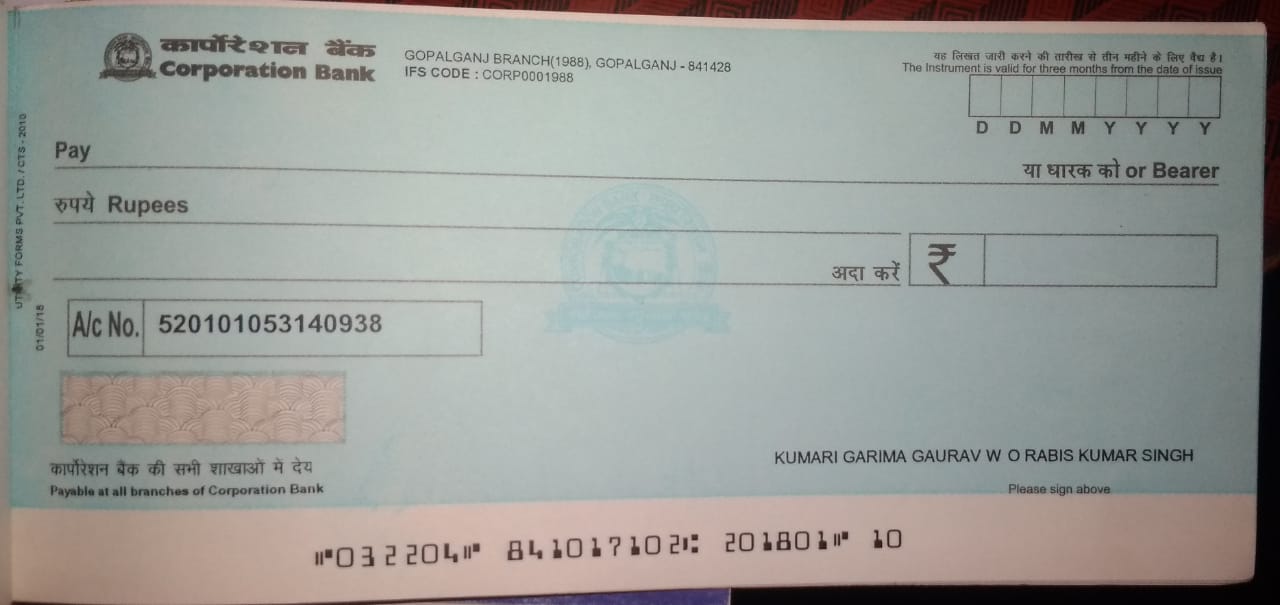 कार्पोरेशन बैंक
Corporation Bank
GOPALGANJ BRANCH(1988), GOPALGANJ - 841428
IFS CODE : CORP0001988
यह लिखत जारी करने की तारीख से तीन महीने के लिए वैध है।
The Instrument is valid for three months from the date of issue
D D M M Y Y Y Y
Pay
या धारक को or Bearer
रुपये Rupees
अदा करें ₹
A/c No. 520101053140938
कार्पोरेशन बैंक की सभी शाखाओं में देय
Payable at all branches of Corporation Bank
KUMARI GARIMA GAURAV W O RABIS KUMAR SINGH
Please sign above
⑈032204⑈ 841017102⑆ 201801⑈ 10
UTILITY FORMS PVT. LTD. / CTS - 2010
01/01/18